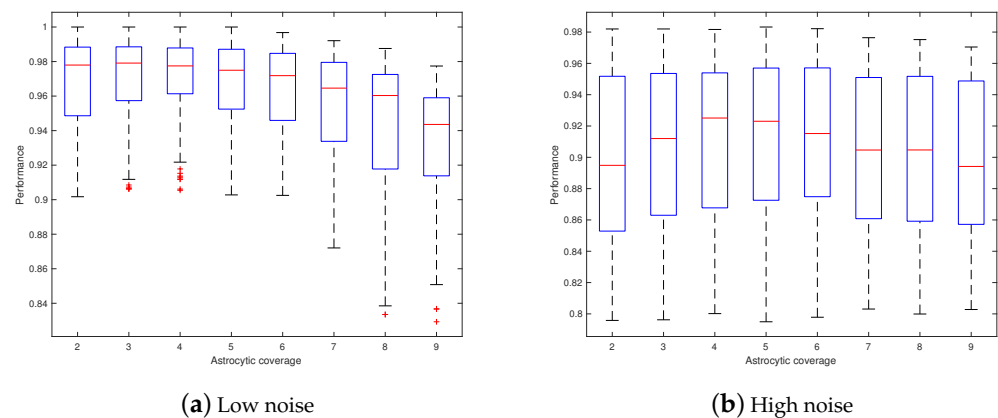 1
0.98
0.96
0.94
0.92
0.9
0.88
0.86
0.84
Performance
2 3 4 5 6 7 8 9
Astrocytic coverage
(a) Low noise
0.98
0.96
0.94
0.92
0.9
0.88
0.86
0.84
0.82
0.8
Performance
2 3 4 5 6 7 8 9
Astrocytic coverage
(b) High noise